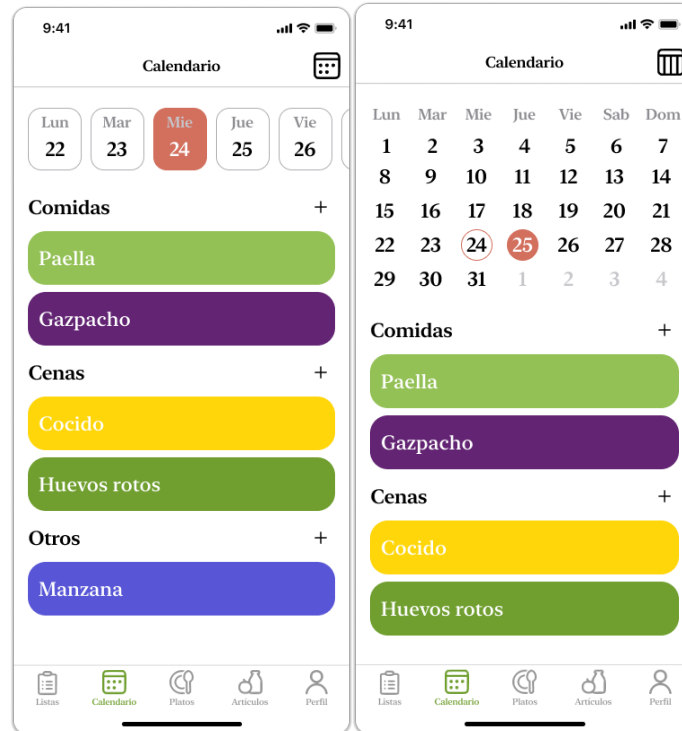 9:41
Calendario
Lun Mar Mie Jue Vie
22 23 24 25 26
Comidas +
Paella
Gazpacho
Cenas +
Cocido
Huevos rotos
Otros +
Manzana
Listas Calendario Platos Artículos Perfil
9:41
Calendario
Lun Mar Mie Jue Vie Sab Dom
1 2 3 4 5 6 7
8 9 10 11 12 13 14
15 16 17 18 19 20 21
22 23 24 25 26 27 28
29 30 31 1 2 3 4
Comidas +
Paella
Gazpacho
Cenas +
Cocido
Huevos rotos
Listas Calendario Platos Artículos Perfil